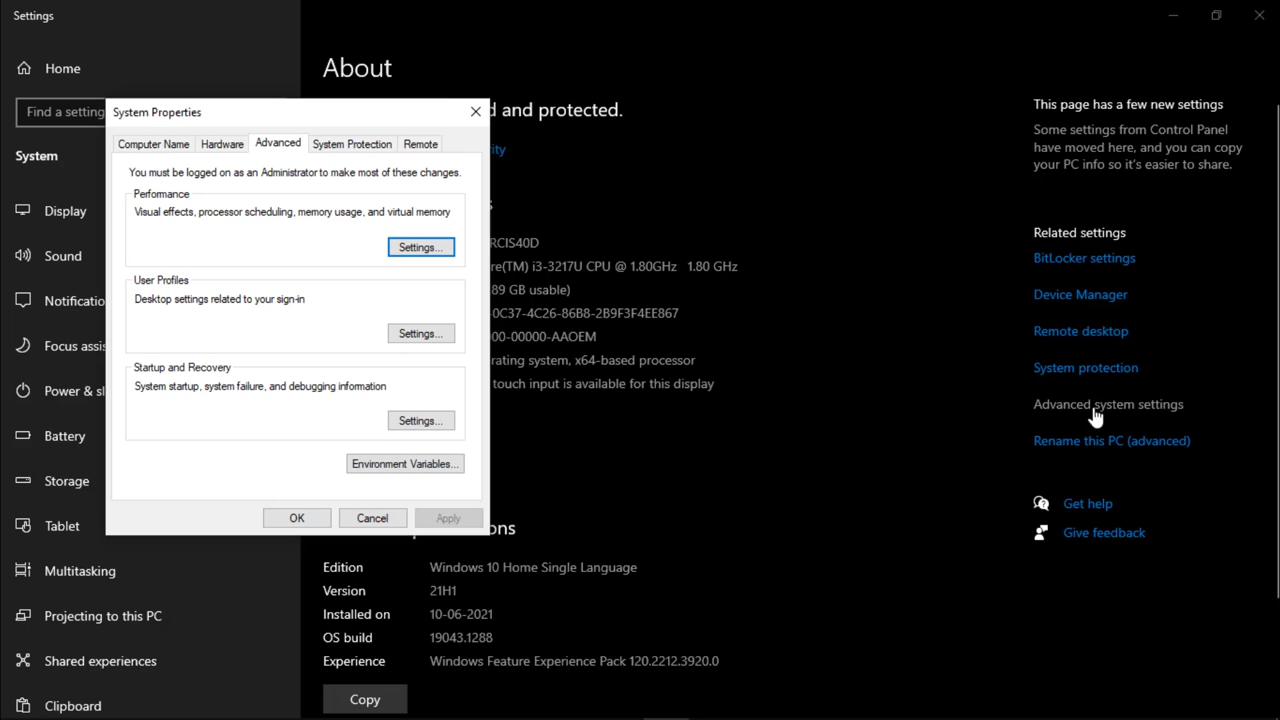 Settings
Home
Find a setting
System
Display
Sound
Notificatio
Focus assis
Power & sl
Battery
Storage
Tablet
Multitasking
Projecting to this PC
Shared experiences
Clipboard
System Properties
Computer Name
Hardware
Advanced
System Protection
Remote
You must be logged on as an Administrator to make most of these changes.
Performance
Visual effects, processor scheduling, memory usage, and virtual memory
Settings...
User Profiles
Desktop settings related to your sign-in
Settings...
Startup and Recovery
System startup, system failure, and debugging information
Settings...
Environment Variables...
OK
Cancel
Apply
About
d and protected.
ity
s
RCIS40D
re(TM) i3-3217U CPU @ 1.80GHz 1.80 GHz
89 GB usable)
-0C37-4C26-86B8-2B9F3F4EE867
000-00000-AAOEM
rating system, x64-based processor
touch input is available for this display
ons
Edition Windows 10 Home Single Language
Version 21H1
Installed on 10-06-2021
OS build 19043.1288
Experience Windows Feature Experience Pack 120.2212.3920.0
Copy
This page has a few new settings
Some settings from Control Panel
have moved here, and you can copy
your PC info so it's easier to share.
Related settings
BitLocker settings
Device Manager
Remote desktop
System protection
Advanced system settings
Rename this PC (advanced)
Get help
Give feedback